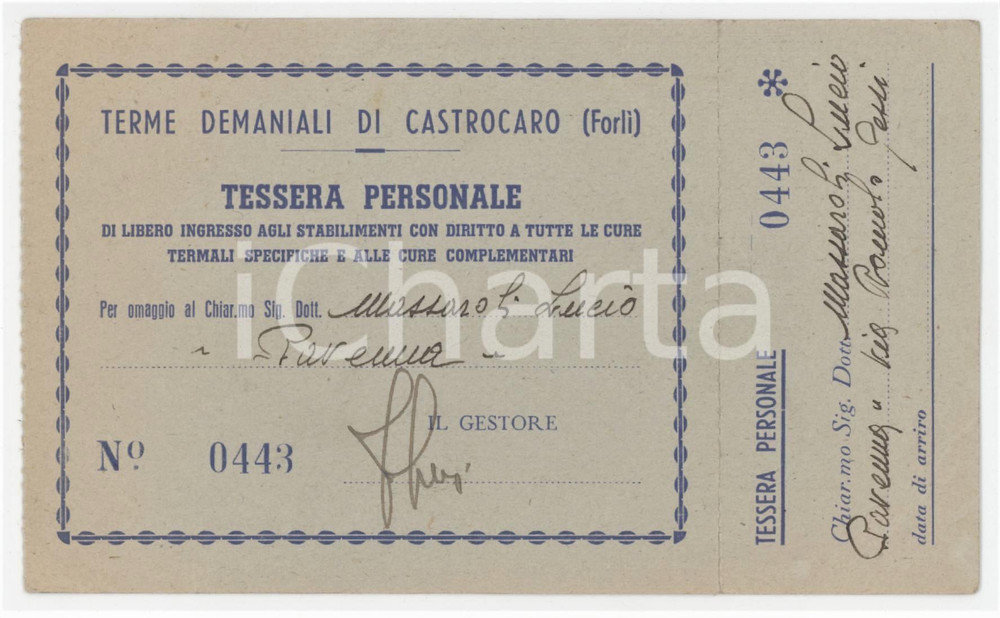 TERME DEMANIALI DI CASTROCARO (Forlì)
TESSERA PERSONALE
DI LIBERO INGRESSO AGLI STABILIMENTI CON DIRITTO A TUTTE LE CURE
TERMALI SPECIFICHE E ALLE CURE COMPLEMENTARI
Per omaggio al Chiar.mo Sig. Dott. Massaroli Lucio
~ - Ravenna -
IL GESTORE
Nº 0443
iCharta
TESSERA PERSONALE 0443 *
Chiar.mo Sig. Dott. Massaroli Lucio
Ravenna - Via
data di arrivo